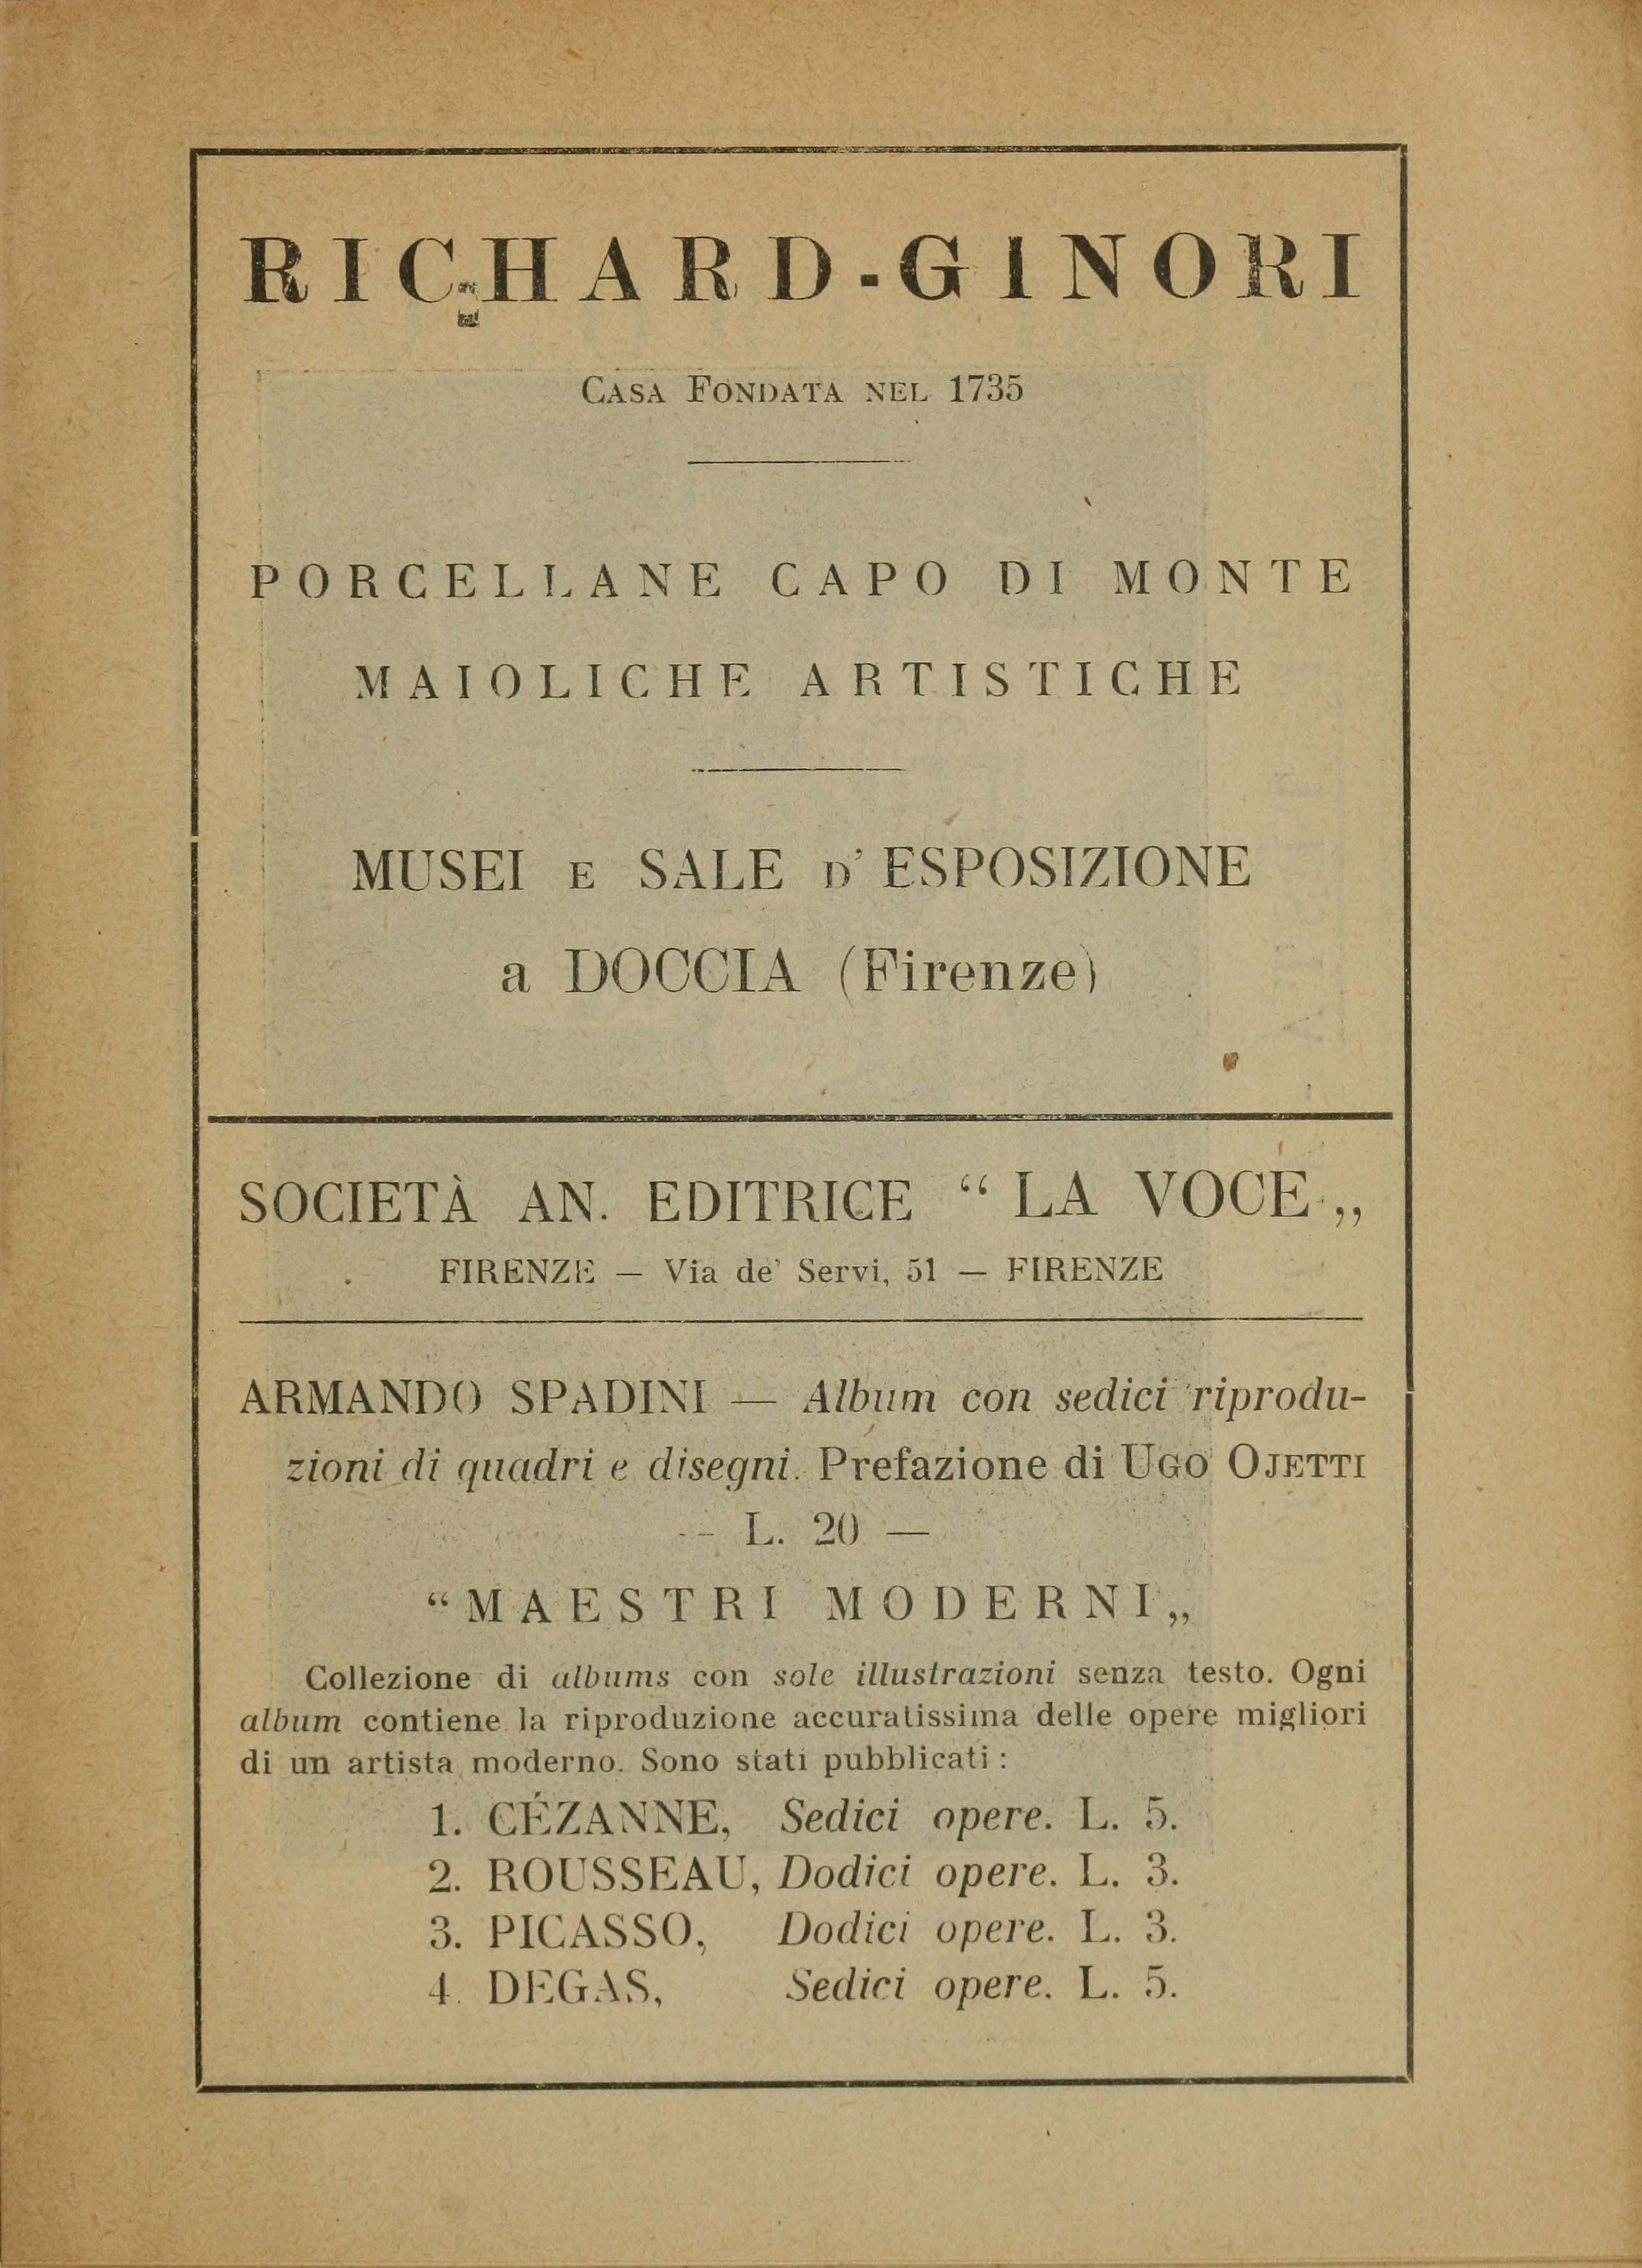 RICHARD-GINORI
CASA FONDATA NEL 1735
PORCELLANE CAPO DI MONTE
MAIOLICHE ARTISTICHE
MUSEI E SALE D' ESPOSIZIONE
a DOCCIA (Firenze)
SOCIETÀ AN. EDITRICE “ LA VOCE „
FIRENZE — Via de' Servi, 51 — FIRENZE
ARMANDO SPADINI — Album con sedici riprodu-
zioni di quadri e disegni. Prefazione di UGO OJETTI
— L. 20 —
“MAESTRI MODERNI„
Collezione di albums con sole illustrazioni senza testo. Ogni
album contiene la riproduzione accuratissima delle opere migliori
di un artista moderno. Sono stati pubblicati :
1. CÉZANNE, Sedici opere. L. 5.
2. ROUSSEAU, Dodici opere. L. 3.
3. PICASSO, Dodici opere. L. 3.
4. DEGAS, Sedici opere. L. 5.